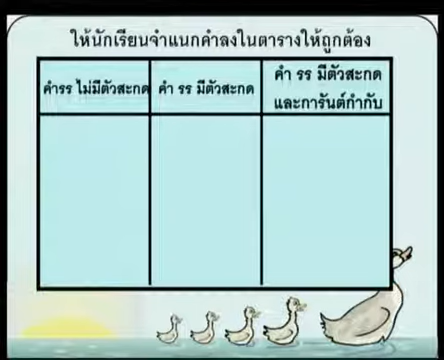 ให้นักเรียนจำแนกคำลงในตารางให้ถูกต้อง
คำรร ไม่มีตัวสะกด
คำ รร มีตัวสะกด
คำ รร มีตัวสะกด
และการันต์กำกับ